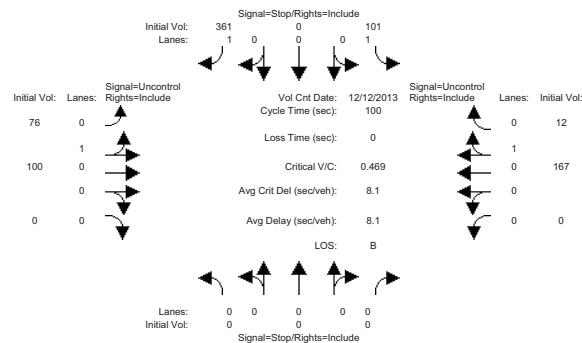 Signal=Stop/Rights=Include
Initial Vol: 361 0 101
Lanes: 1 0 0 0 1
Signal=Uncontrol
Initial Vol: Lanes: Rights=Include
Vol Cnt Date: 12/12/2013
Signal=Uncontrol
Rights=Include Lanes: Initial Vol:
Cycle Time (sec): 100
76 0
0 12
Loss Time (sec): 0
1
1
100 0
Critical V/C: 0.469
0 167
0
Avg Crit Del (sec/veh): 8.1
0
0 0
Avg Delay (sec/veh): 8.1
0 0
LOS: B
Lanes: 0 0 0 0 0
Initial Vol: 0 0 0
Signal=Stop/Rights=Include